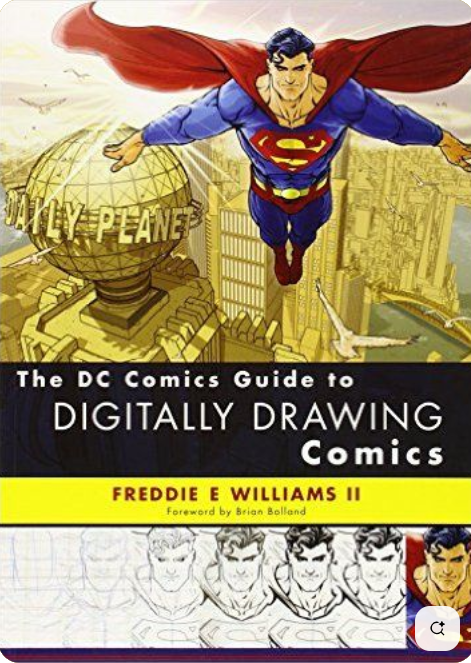 DAILY PLANET
S
The DC Comics Guide to
DIGITALLY DRAWING
Comics
FREDDIE E WILLIAMS II
Foreword by Brian Bolland